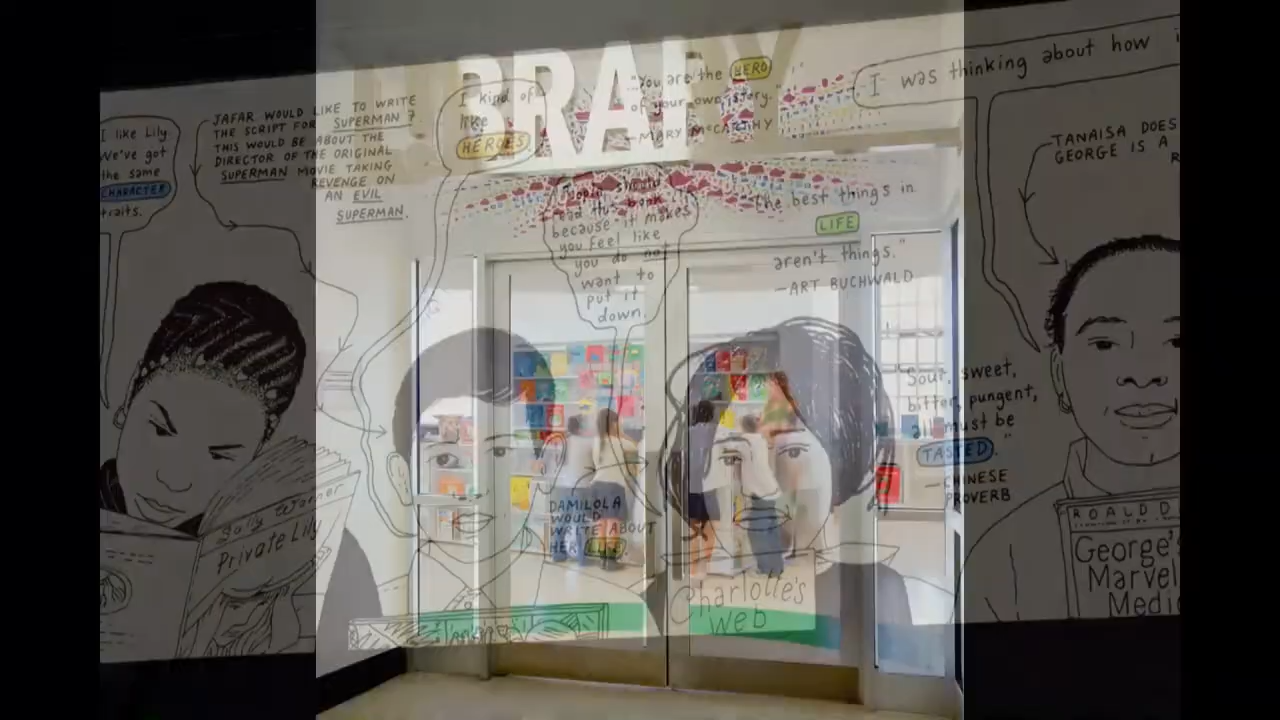 LIBRARY
I like Lily.
We've got
the same
CHARACTER
traits.
JAFAR WOULD LIKE TO WRITE
THE SCRIPT FOR SUPERMAN 7.
THIS WOULD BE ABOUT THE
DIRECTOR OF THE ORIGINAL
SUPERMAN MOVIE TAKING
REVENGE ON
AN EVIL
SUPERMAN.
I kind of
like
HEROES.
"You are the HERO
of your own story."
—MARY McCARTHY
People should
read this book
because it makes
you feel like
you do not
want to
put it
down.
the best things in
LIFE
aren't things."
—ART BUCHWALD
I was thinking about how i
TANAISA DOES
GEORGE IS A
R
Sour, sweet,
bitter, pungent,
all must be
TASTED."
—CHINESE
PROVERB
DAMILOLA
WOULD
WRITE ABOUT
HER LIFE.
Sally Warner
Private Lily
Charlotte's
Web
ROALD D
George's
Marvel
Medic